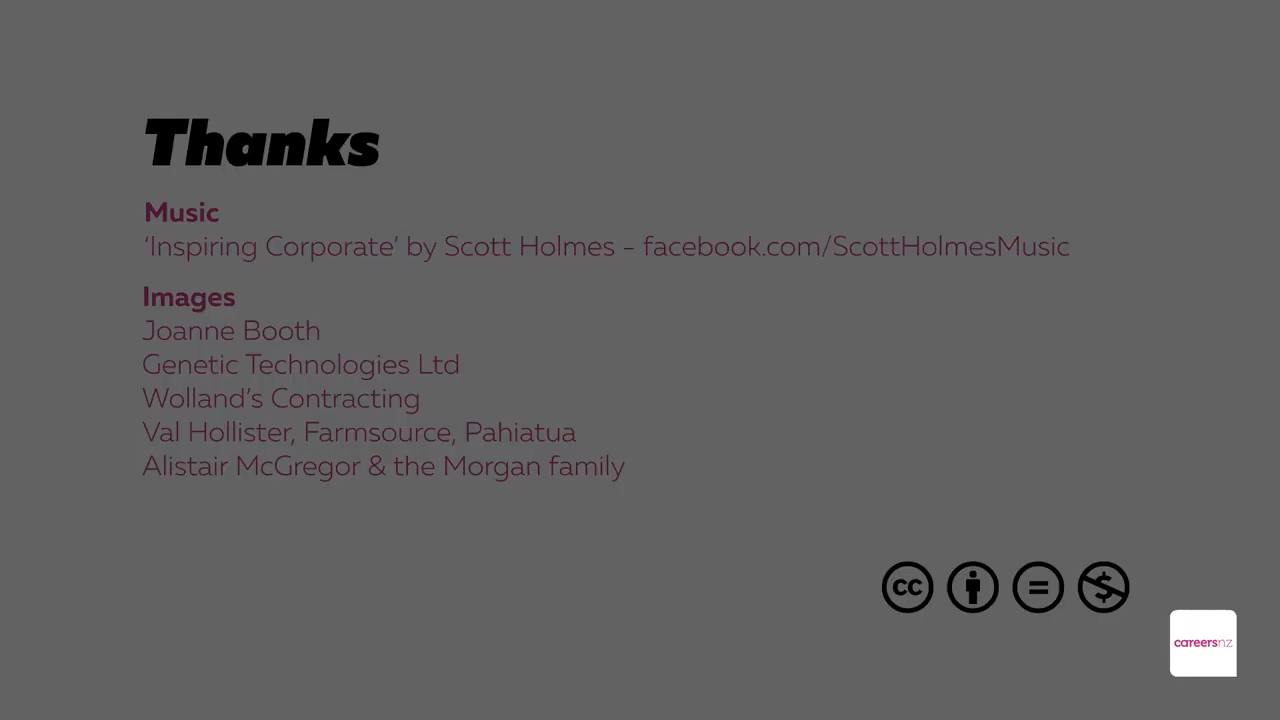 Thanks
Music
‘Inspiring Corporate’ by Scott Holmes – facebook.com/ScottHolmesMusic
Images
Joanne Booth
Genetic Technologies Ltd
Wolland’s Contracting
Val Hollister, Farmsource, Pahiatua
Alistair McGregor & the Morgan family
cc
careersnz